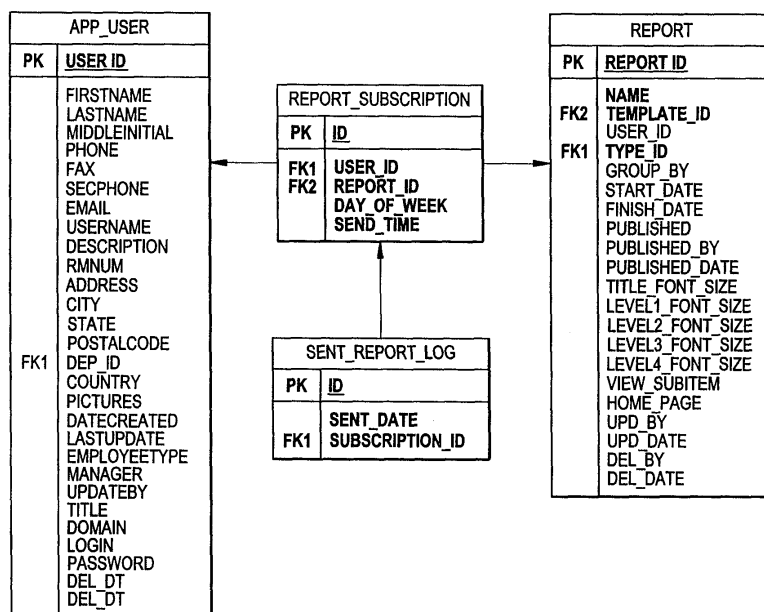 APP_USER
PK USER ID
FIRSTNAME
LASTNAME
MIDDLEINITIAL
PHONE
FAX
SECPHONE
EMAIL
USERNAME
DESCRIPTION
RMNUM
ADDRESS
CITY
STATE
POSTALCODE
FK1 DEP_ID
COUNTRY
PICTURES
DATECREATED
LASTUPDATE
EMPLOYEETYPE
MANAGER
UPDATEBY
TITLE
DOMAIN
LOGIN
PASSWORD
DEL_DT
DEL_DT
REPORT_SUBSCRIPTION
PK ID
FK1 USER_ID
FK2 REPORT_ID
DAY_OF_WEEK
SEND_TIME
SENT_REPORT_LOG
PK ID
SENT_DATE
FK1 SUBSCRIPTION_ID
REPORT
PK REPORT ID
NAME
FK2 TEMPLATE_ID
USER_ID
FK1 TYPE_ID
GROUP_BY
START_DATE
FINISH_DATE
PUBLISHED
PUBLISHED_BY
PUBLISHED_DATE
TITLE_FONT_SIZE
LEVEL1_FONT_SIZE
LEVEL2_FONT_SIZE
LEVEL3_FONT_SIZE
LEVEL4_FONT_SIZE
VIEW_SUBITEM
HOME_PAGE
UPD_BY
UPD_DATE
DEL_BY
DEL_DATE